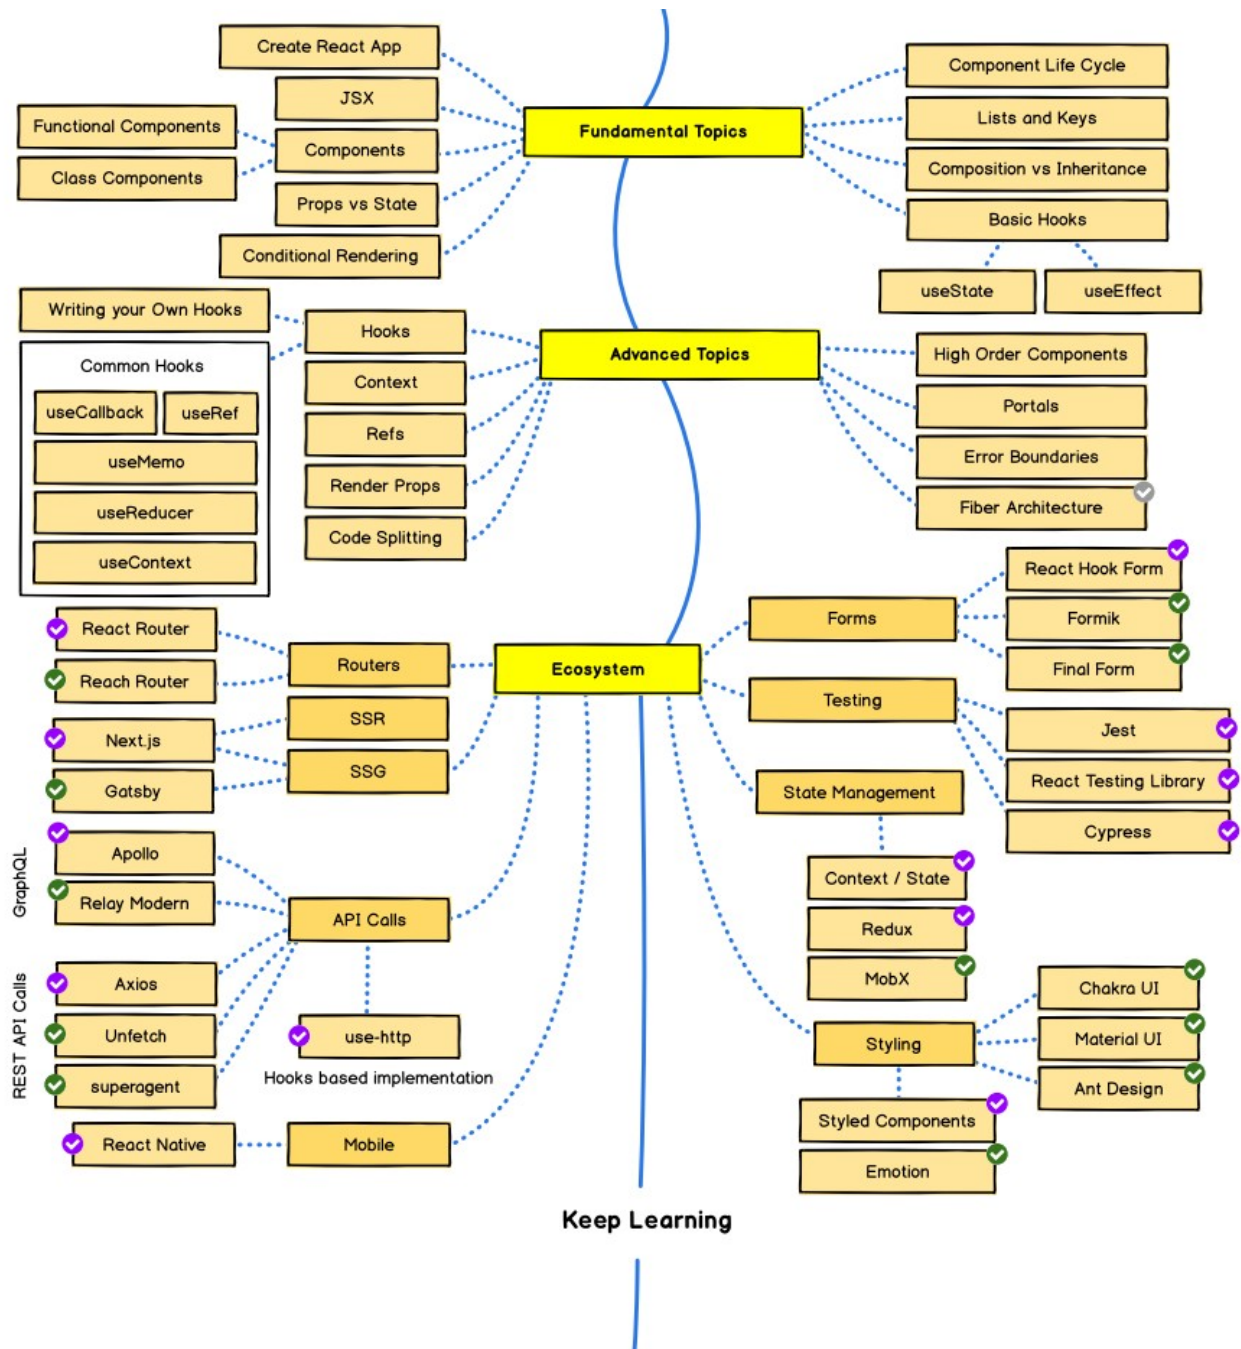 Create React App
JSX
Functional Components
Components
Class Components
Props vs State
Conditional Rendering
Fundamental Topics
Component Life Cycle
Lists and Keys
Composition vs Inheritance
Basic Hooks
useState
useEffect
Writing your Own Hooks
Hooks
Common Hooks
useCallback
useRef
useMemo
useReducer
useContext
Context
Refs
Render Props
Code Splitting
Advanced Topics
High Order Components
Portals
Error Boundaries
Fiber Architecture
React Router
Reach Router
Routers
Next.js
Gatsby
SSR
SSG
Ecosystem
Forms
React Hook Form
Formik
Final Form
Testing
Jest
React Testing Library
Cypress
State Management
Context / State
Redux
MobX
GraphQL
Apollo
Relay Modern
API Calls
REST API Calls
Axios
Unfetch
superagent
use-http
Hooks based implementation
React Native
Mobile
Styling
Chakra UI
Material UI
Ant Design
Styled Components
Emotion
Keep Learning